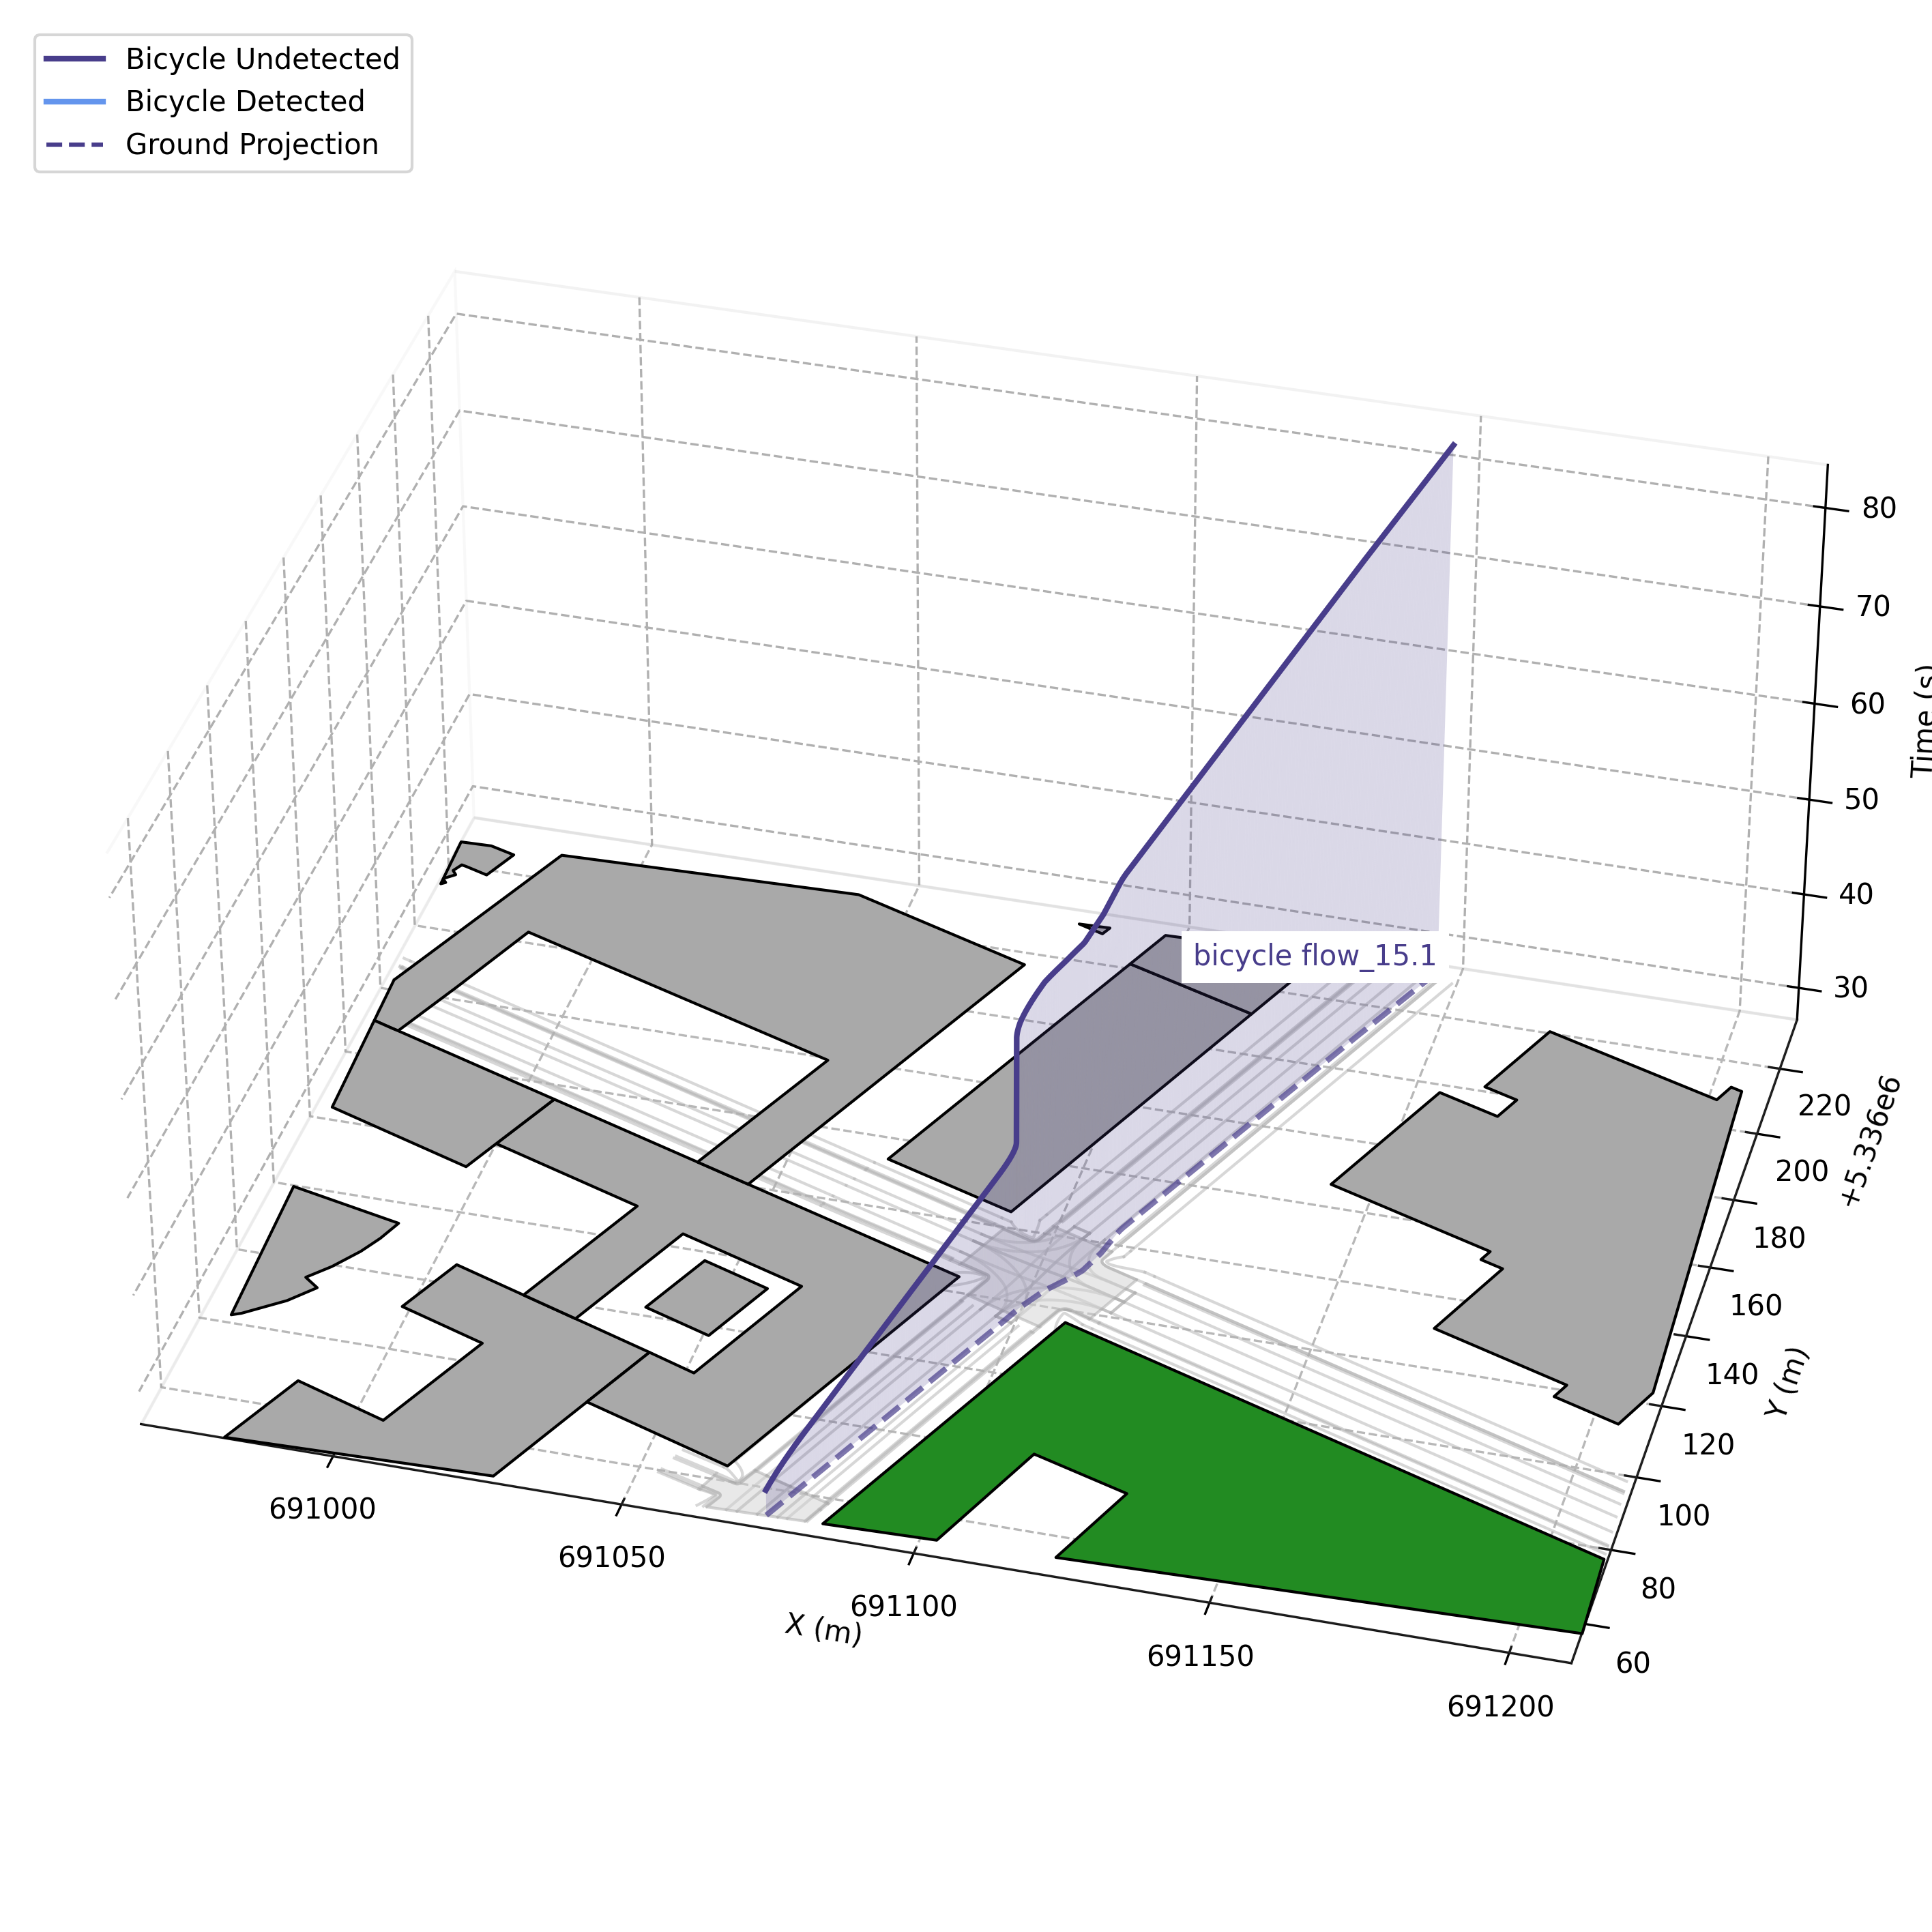 Bicycle Undetected
Bicycle Detected
Ground Projection
80
70
60
50
40
30
Time (s)
bicycle flow_15.1
220
200
180
160
140
120
100
80
60
+5.336e6
Y (m)
691000
691050
691100
691150
691200
X (m)